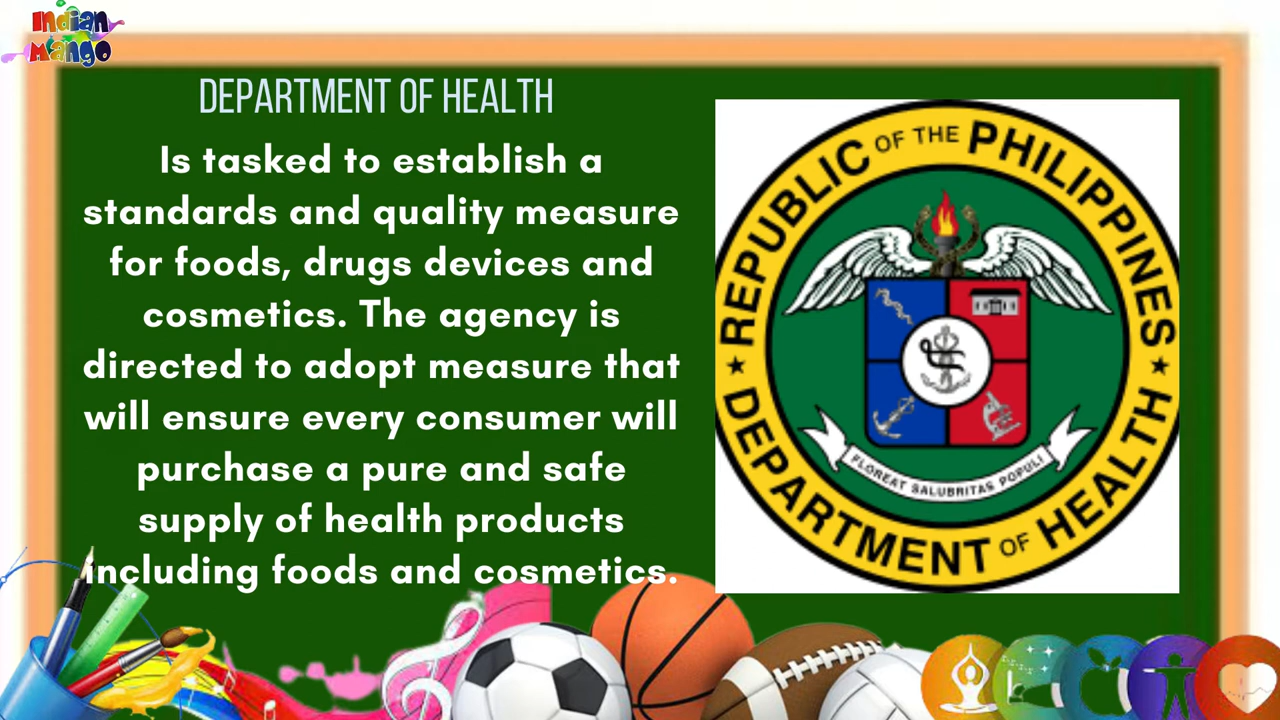 Indian
Mango
DEPARTMENT OF HEALTH
Is tasked to establish a
standards and quality measure
for foods, drugs devices and
cosmetics. The agency is
directed to adopt measure that
will ensure every consumer will
purchase a pure and safe
supply of health products
including foods and cosmetics.
REPUBLIC OF THE PHILIPPINES
FLOREAT SALUBRITAS POPULI
DEPARTMENT OF HEALTH